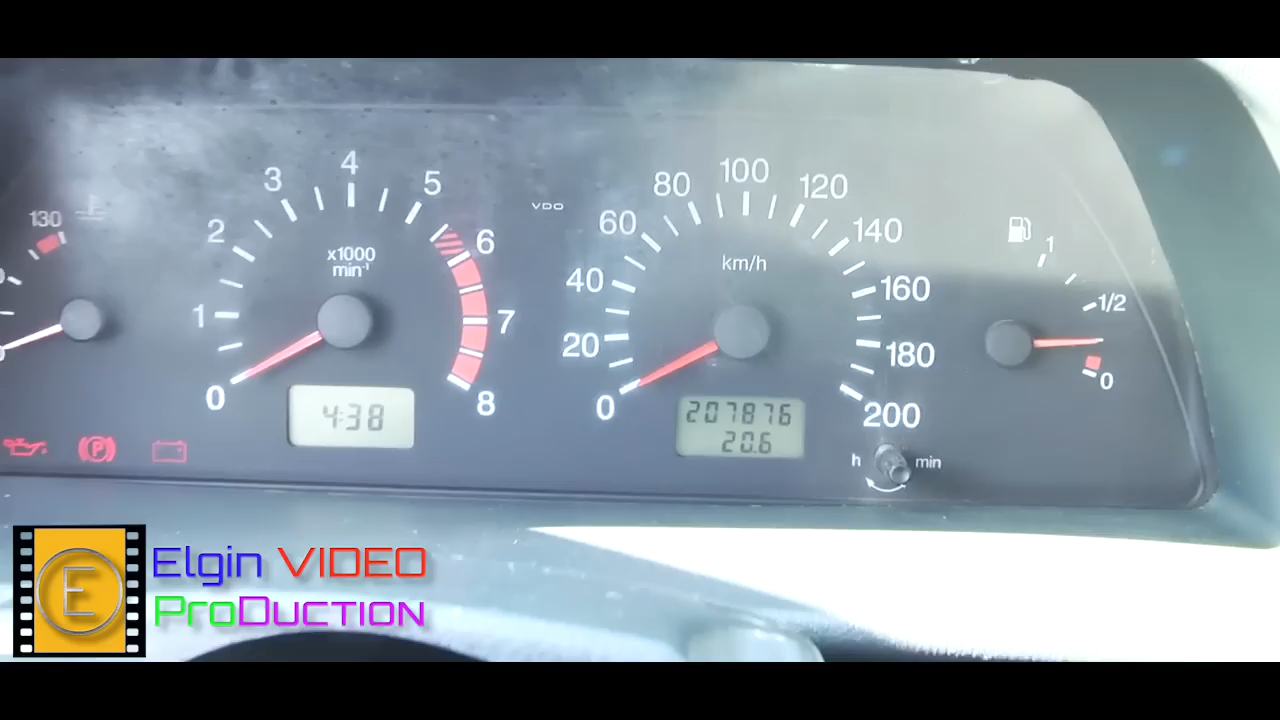 130
0 1 2 3 4 5 6 7 8
x1000
min-1
4:38
VDO
0 20 40 60 80 100 120 140 160 180 200
km/h
207876
20.6
h min
1
1/2
0
P
E
Elgin VIDEO
ProDUCTION